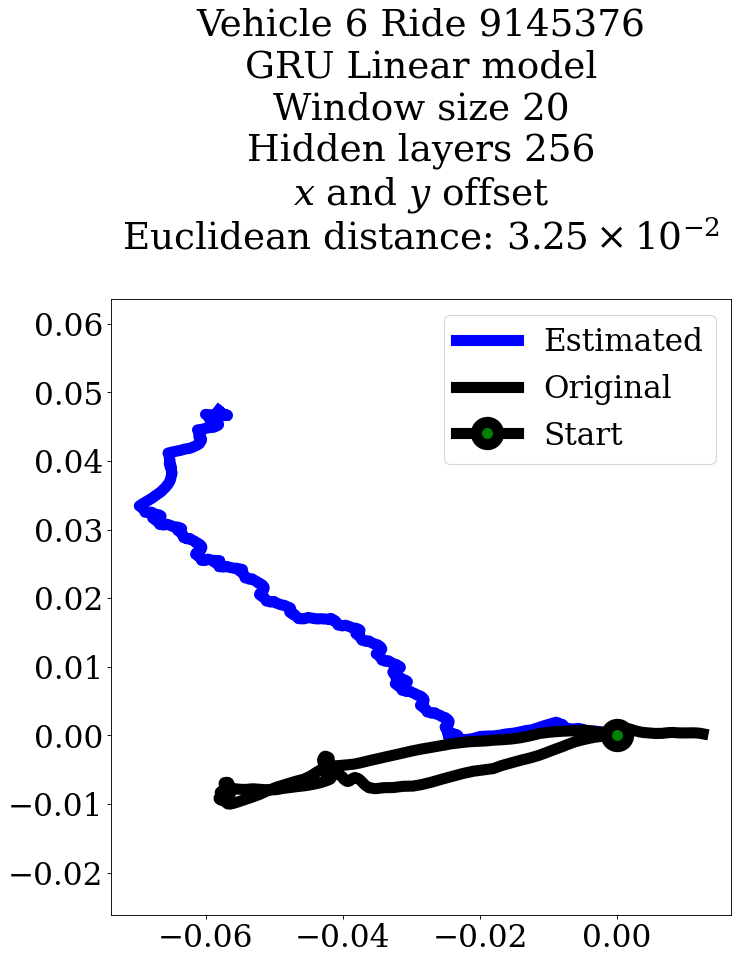 Vehicle 6 Ride 9145376
GRU Linear model
Window size 20
Hidden layers 256
x and y offset
Euclidean distance: 3.25 × 10⁻²
Estimated
Original
Start
0.06
0.05
0.04
0.03
0.02
0.01
0.00
−0.01
−0.02
−0.06 −0.04 −0.02 0.00